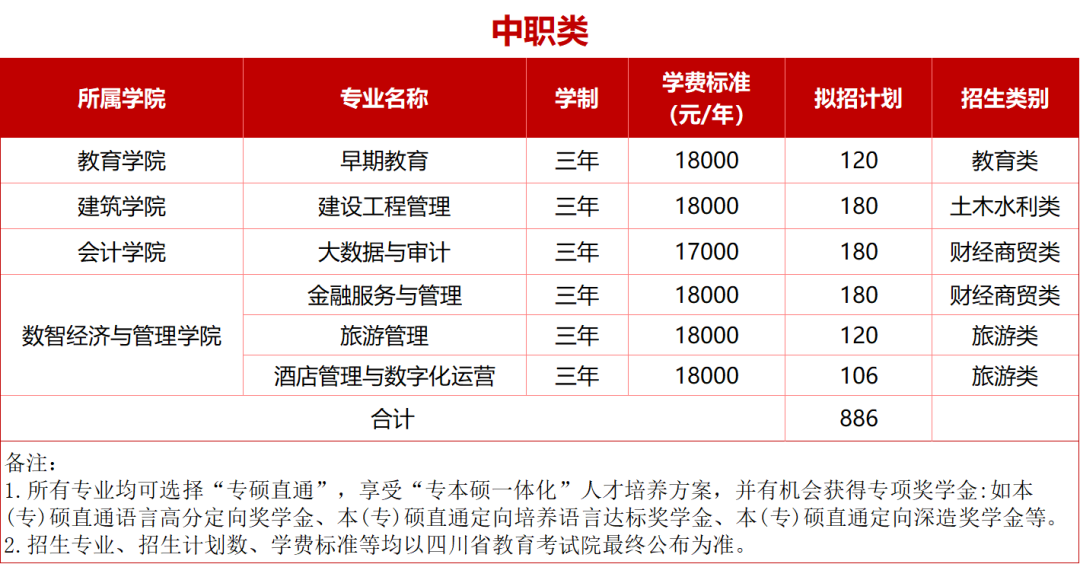 中职类
所属学院 专业名称 学制 学费标准（元/年） 拟招计划 招生类别
教育学院 早期教育 三年 18000 120 教育类
建筑学院 建设工程管理 三年 18000 180 土木水利类
会计学院 大数据与审计 三年 17000 180 财经商贸类
数智经济与管理学院 金融服务与管理 三年 18000 180 财经商贸类
旅游管理 三年 18000 120 旅游类
酒店管理与数字化运营 三年 18000 106 旅游类
合计 886
备注：
1.所有专业均可选择“专硕直通”，享受“专本硕一体化”人才培养方案，并有机会获得专项奖学金:如本
(专)硕直通语言高分定向奖学金、本(专)硕直通定向培养语言达标奖学金、本(专)硕直通定向深造奖学金等。
2.招生专业、招生计划数、学费标准等均以四川省教育考试院最终公布为准。